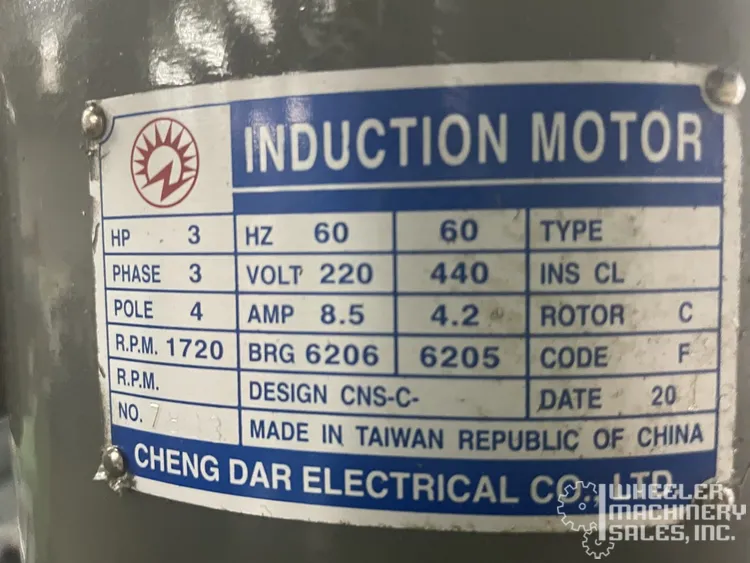 INDUCTION MOTOR
HP 3 HZ 60 60 TYPE
PHASE 3 VOLT 220 440 INS CL
POLE 4 AMP 8.5 4.2 ROTOR C
R.P.M. 1720 BRG 6206 6205 CODE F
R.P.M. DESIGN CNS-C- DATE 20
NO. MADE IN TAIWAN REPUBLIC OF CHINA
CHENG DAR ELECTRICAL CO., LTD.
WHEELER
MACHINERY
SALES, INC.